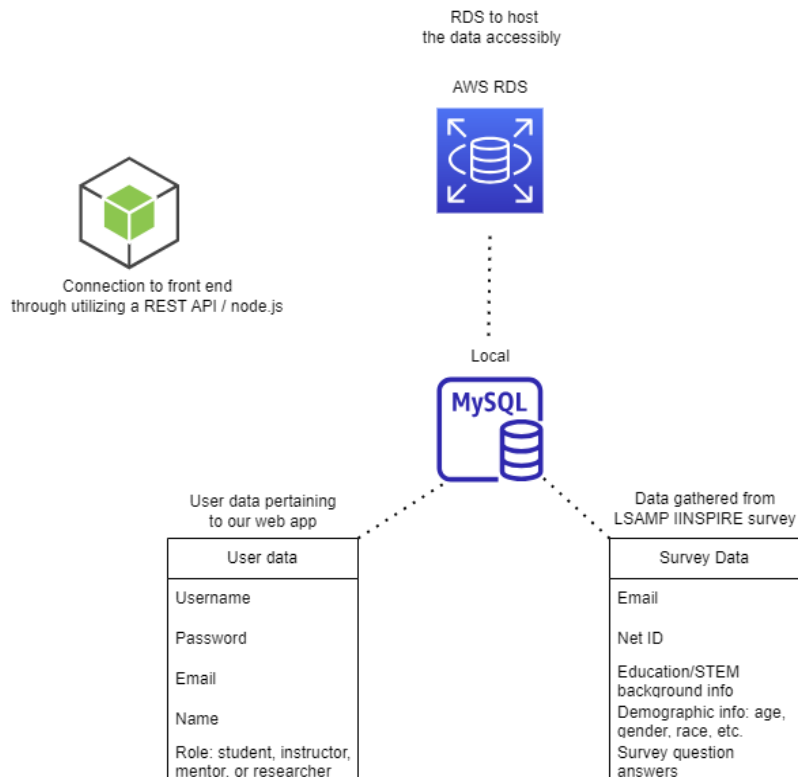 RDS to host
the data accessibly
AWS RDS
Connection to front end
through utilizing a REST API / node.js
Local
MySQL
User data pertaining
to our web app
User data
Username
Password
Email
Name
Role: student, instructor,
mentor, or researcher
Data gathered from
LSAMP IINSPIRE survey
Survey Data
Email
Net ID
Education/STEM
background info
Demographic info: age,
gender, race, etc.
Survey question
answers